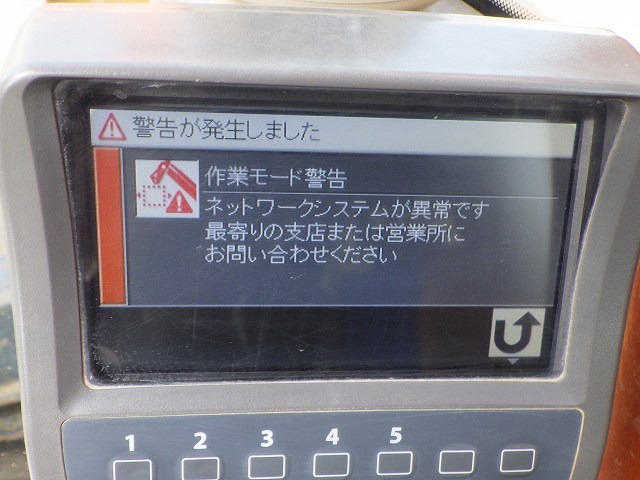 警告が発生しました
作業モード警告
ネットワークシステムが異常です
最寄りの支店または営業所に
お問い合わせください
1 2 3 4 5